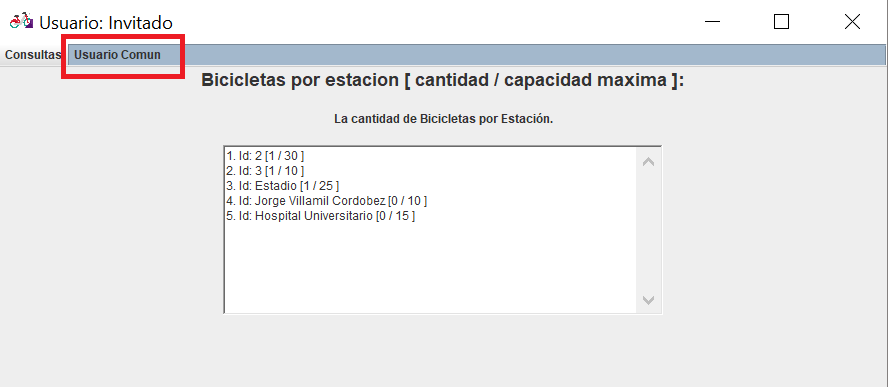 Usuario: Invitado
Consultas Usuario Comun
Bicicletas por estacion [ cantidad / capacidad maxima ]:
La cantidad de Bicicletas por Estación.
1. Id: 2 [1 / 30 ]
2. Id: 3 [1 / 10 ]
3. Id: Estadio [1 / 25 ]
4. Id: Jorge Villamil Cordobez [0 / 10 ]
5. Id: Hospital Universitario [0 / 15 ]